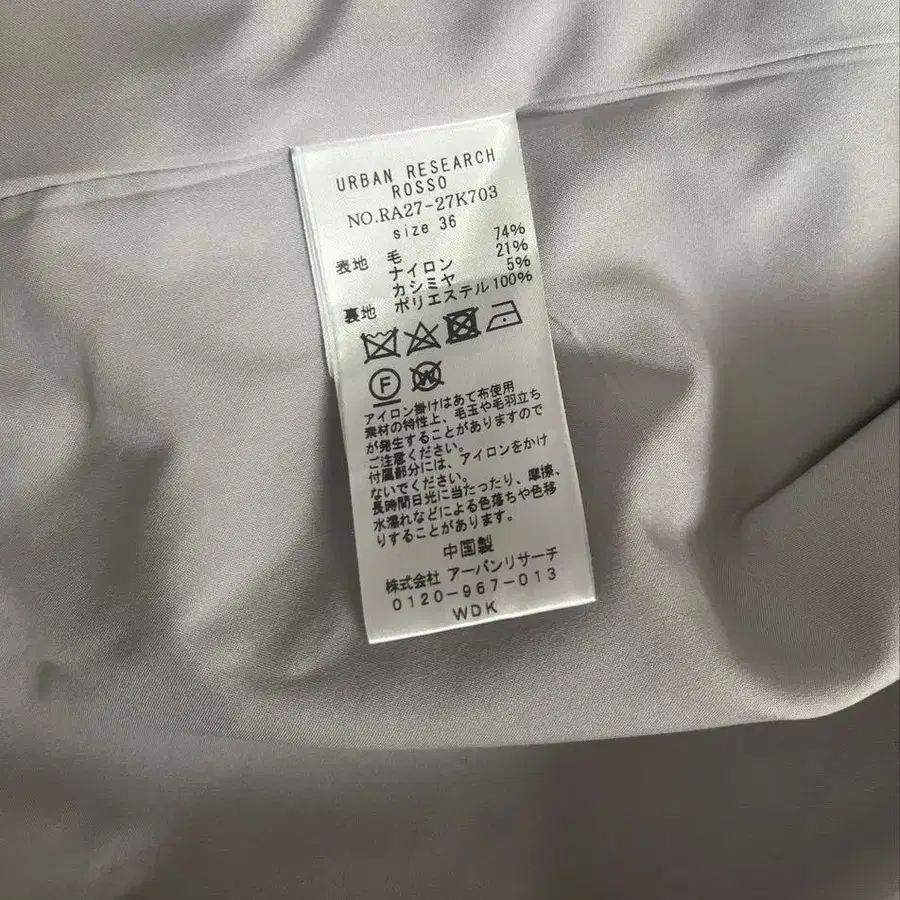 URBAN RESEARCH
ROSSO
NO.RA27-27K703
size 36
表地 毛 74%
ナイロン 21%
カシミヤ 5%
裏地 ポリエステル 100%
F
W
アイロン掛けはあて布使用
素材の特性上、毛玉や毛羽立ち
が発生することがありますので
ご注意ください。
付属部分には、アイロンをかけ
ないでください。
長時間日光に当たったり、摩擦、
水濡れなどによる色落ちや色移
りすることがあります。
中国製
株式会社 アーバンリサーチ
0120-967-013
WDK